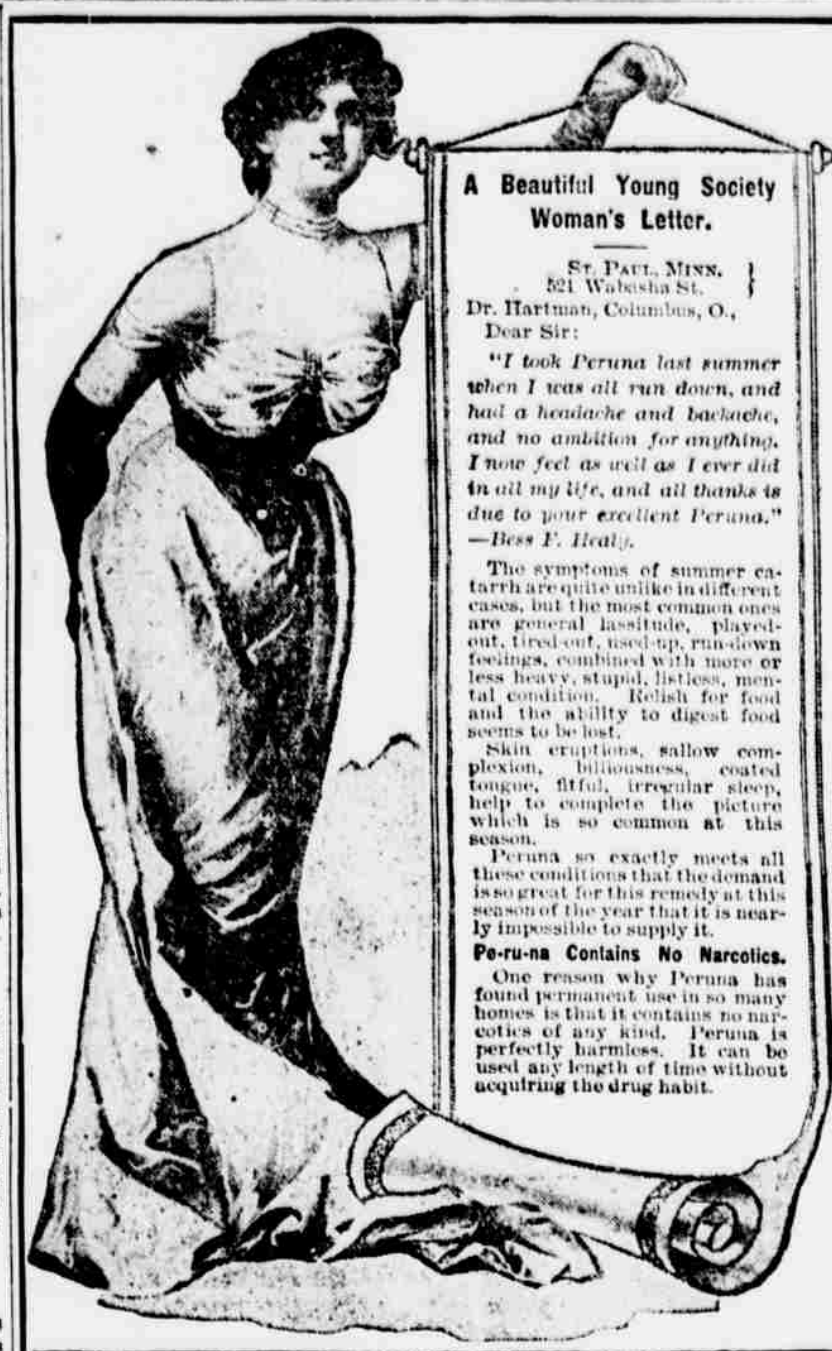 A Beautiful Young Society
Woman's Letter.
ST. PAUL, MINN.
521 Wabasha St.
Dr. Hartman, Columbus, O.,
Dear Sir:
"I took Peruna last summer
when I was all run down, and
had a headache and backache,
and no ambition for anything.
I now feel as well as I ever did
in all my life, and all thanks is
due to your excellent Peruna."
—Bess F. Healy.
The symptoms of summer ca-
tarrh are quite unlike in different
cases, but the most common ones
are general lassitude, played-
out, tired-out, used-up, run-down
feelings, combined with more or
less heavy, stupid, listless, men-
tal condition. Relish for food
and the ability to digest food
seems to be lost.
Skin eruptions, sallow com-
plexion, billiousness, coated
tongue, fitful, irregular sleep,
help to complete the picture
which is so common at this
season.
Peruna so exactly meets all
these conditions that the demand
is so great for this remedy at this
season of the year that it is near-
ly impossible to supply it.
Pe-ru-na Contains No Narcotics.
One reason why Peruna has
found permanent use in so many
homes is that it contains no nar-
cotics of any kind. Peruna is
perfectly harmless. It can be
used any length of time without
acquiring the drug habit.